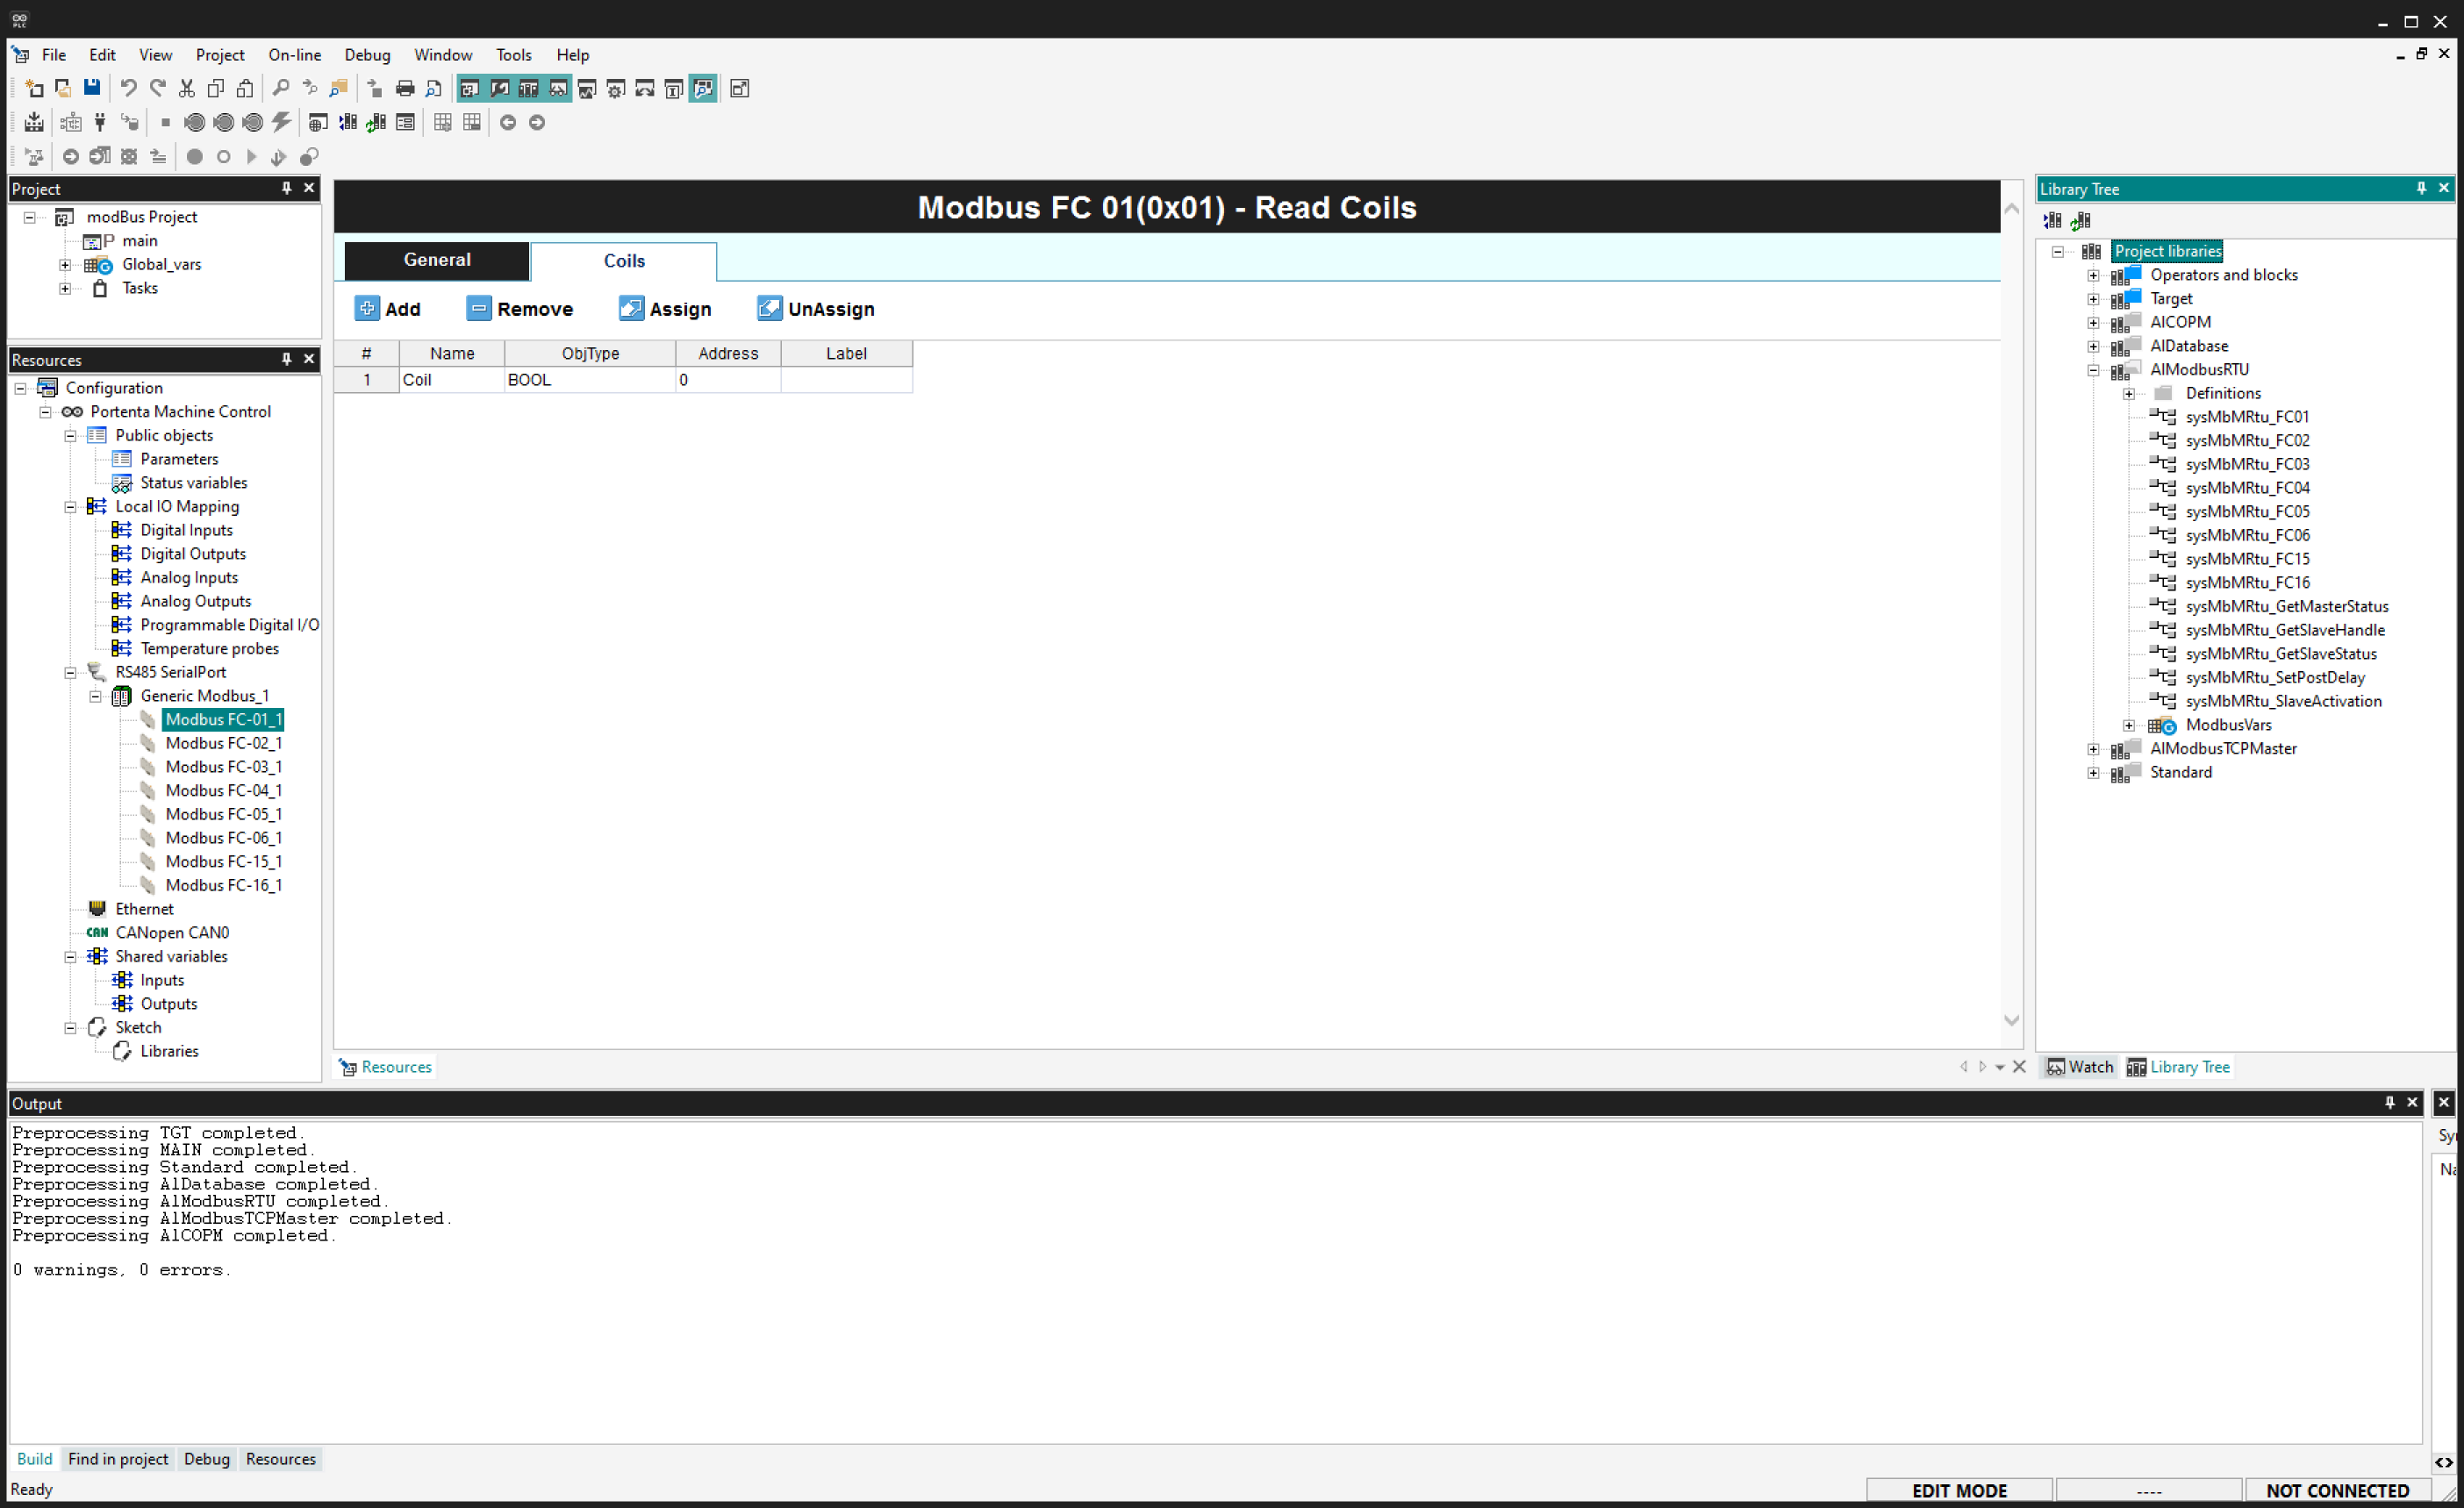 PLC
File Edit View Project On-line Debug Window Tools Help
Project
modBus Project
main
Global_vars
Tasks
Resources
Configuration
Portenta Machine Control
Public objects
Parameters
Status variables
Local IO Mapping
Digital Inputs
Digital Outputs
Analog Inputs
Analog Outputs
Programmable Digital I/O
Temperature probes
RS485 SerialPort
Generic Modbus_1
Modbus FC-01_1
Modbus FC-02_1
Modbus FC-03_1
Modbus FC-04_1
Modbus FC-05_1
Modbus FC-06_1
Modbus FC-15_1
Modbus FC-16_1
Ethernet
CAN CANopen CAN0
Shared variables
Inputs
Outputs
Sketch
Libraries
Modbus FC 01(0x01) - Read Coils
General Coils
Add Remove Assign UnAssign
# Name ObjType Address Label
1 Coil BOOL 0
Resources
Library Tree
Project libraries
Operators and blocks
Target
AlCOPM
AlDatabase
AlModbusRTU
Definitions
sysMbMRtu_FC01
sysMbMRtu_FC02
sysMbMRtu_FC03
sysMbMRtu_FC04
sysMbMRtu_FC05
sysMbMRtu_FC06
sysMbMRtu_FC15
sysMbMRtu_FC16
sysMbMRtu_GetMasterStatus
sysMbMRtu_GetSlaveHandle
sysMbMRtu_GetSlaveStatus
sysMbMRtu_SetPostDelay
sysMbMRtu_SlaveActivation
ModbusVars
AlModbusTCPMaster
Standard
Watch Library Tree
Output
Preprocessing TGT completed.
Preprocessing MAIN completed.
Preprocessing Standard completed.
Preprocessing AlDatabase completed.
Preprocessing AlModbusRTU completed.
Preprocessing AlModbusTCPMaster completed.
Preprocessing AlCOPM completed.
0 warnings, 0 errors.
Build Find in project Debug Resources
Ready
EDIT MODE ---- NOT CONNECTED